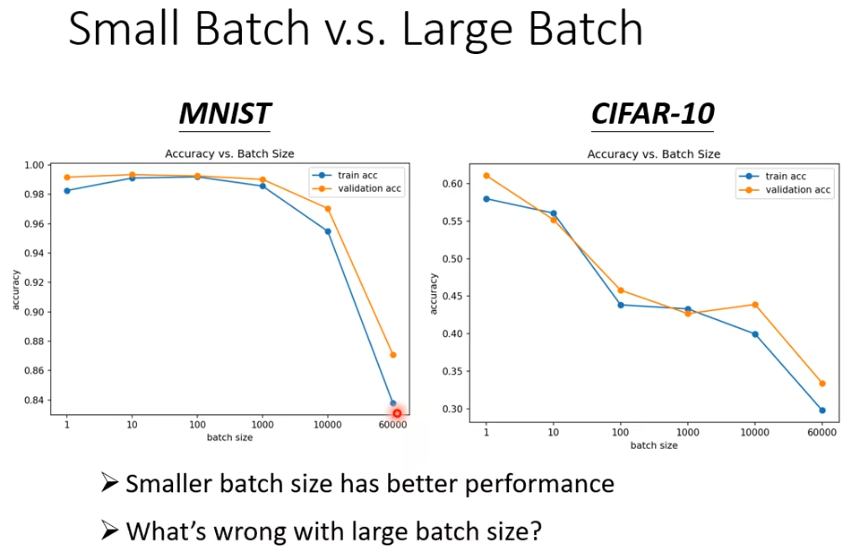 Small Batch v.s. Large Batch
MNIST
CIFAR-10
Accuracy vs. Batch Size
train acc
validation acc
1.00
0.98
0.96
0.94
0.92
0.90
0.88
0.86
0.84
accuracy
1
10
100
1000
10000
60000
batch size
Accuracy vs. Batch Size
train acc
validation acc
0.60
0.55
0.50
0.45
0.40
0.35
0.30
accuracy
1
10
100
1000
10000
60000
batch size
➢ Smaller batch size has better performance
➢ What’s wrong with large batch size?